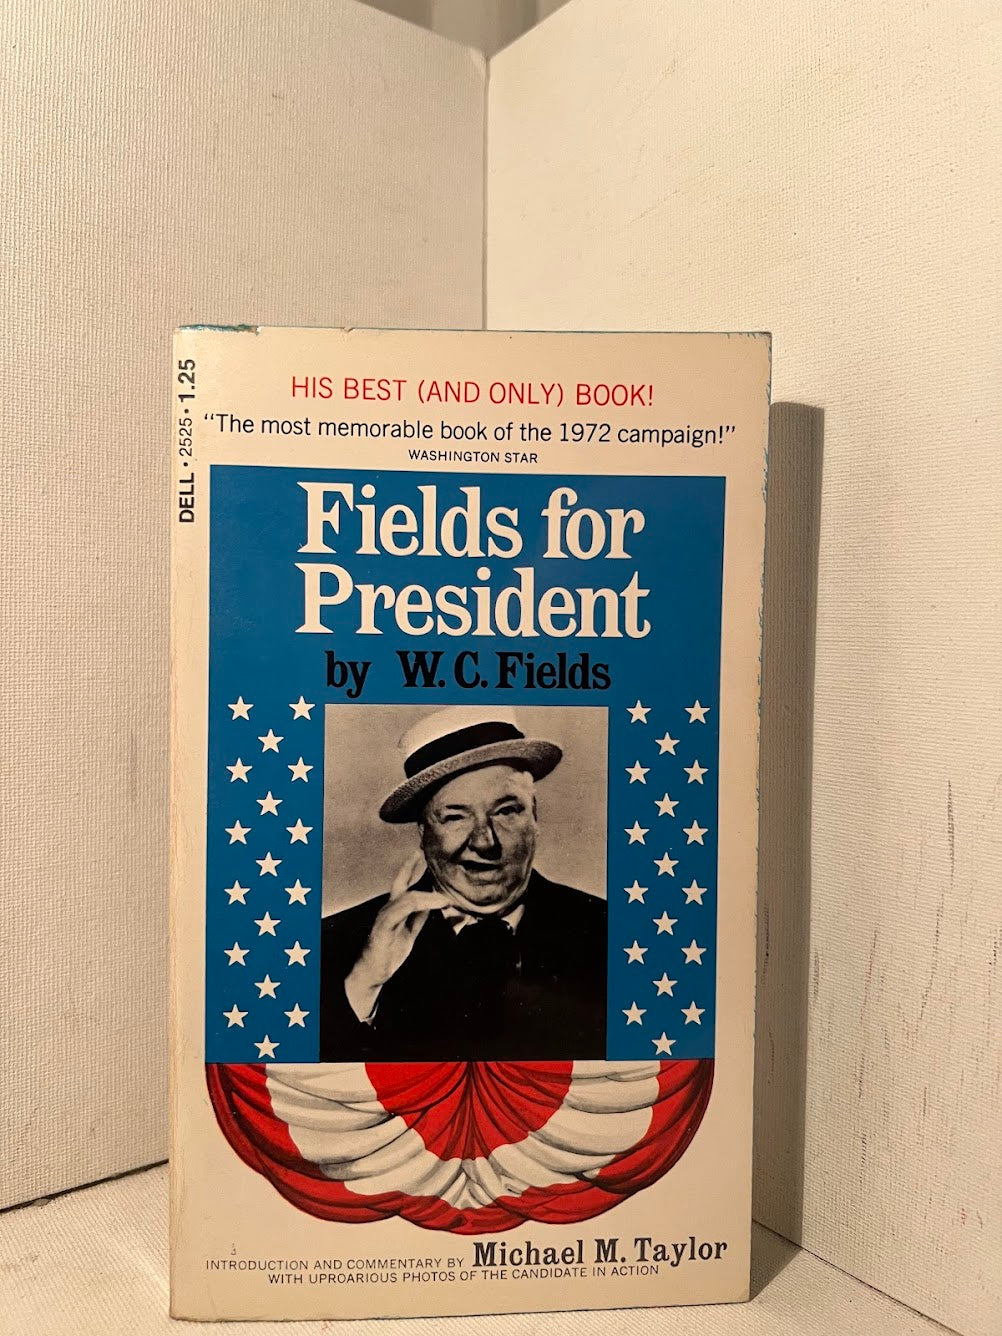 DELL • 2525 • 1.25
HIS BEST (AND ONLY) BOOK!
“The most memorable book of the 1972 campaign!”
WASHINGTON STAR
Fields for
President
by W. C. Fields
INTRODUCTION AND COMMENTARY BY Michael M. Taylor
WITH UPROARIOUS PHOTOS OF THE CANDIDATE IN ACTION